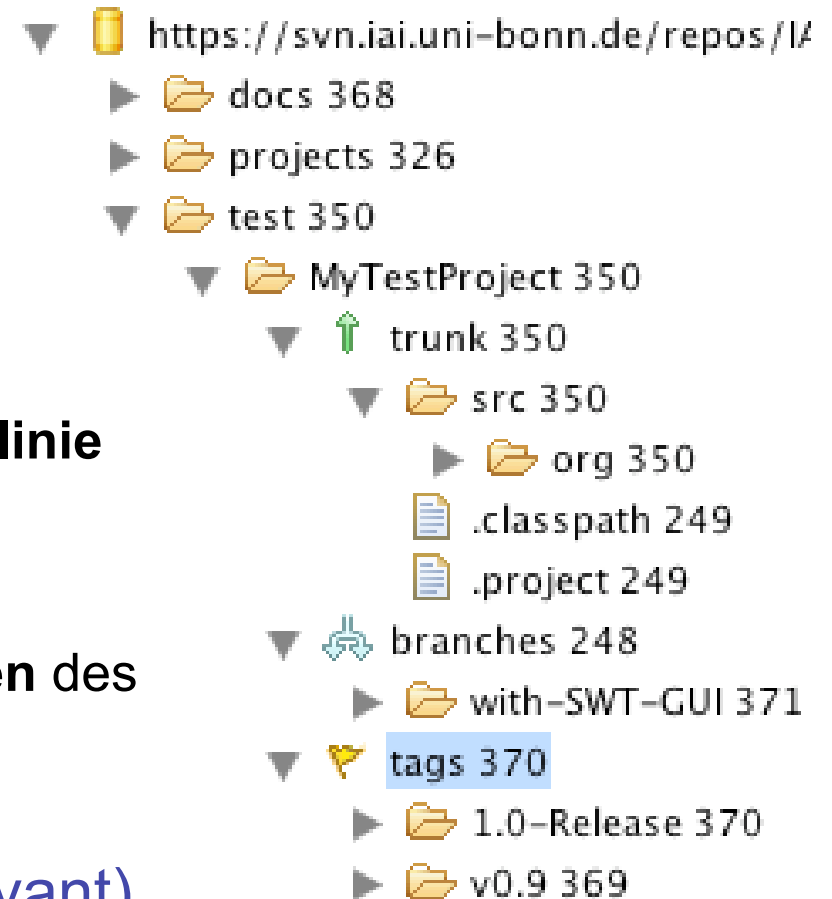 https://svn.iai.uni-bonn.de/repos/IA
docs 368
projects 326
test 350
MyTestProject 350
trunk 350
src 350
linie
org 350
.classpath 249
.project 249
branches 248
en des
with-SWT-GUI 371
tags 370
1.0-Release 370
vant)
v0.9 369